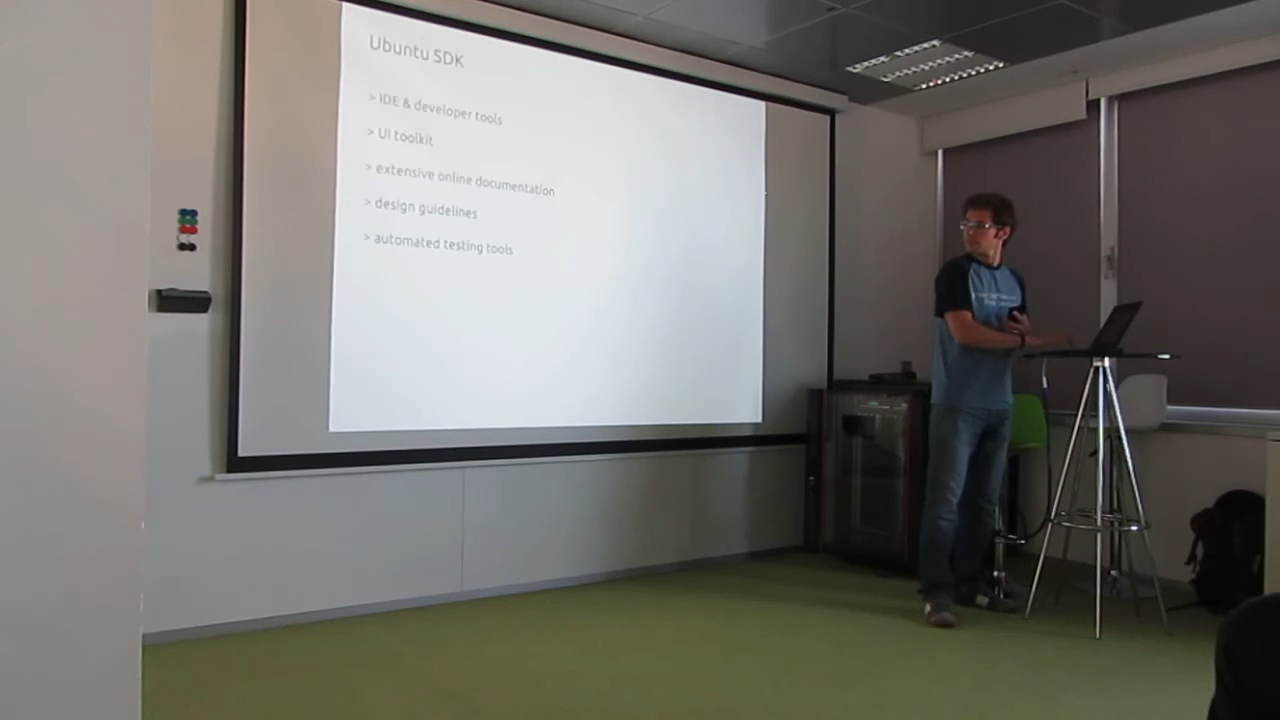 Ubuntu SDK
> IDE & developer tools
> UI toolkit
> extensive online documentation
> design guidelines
> automated testing tools